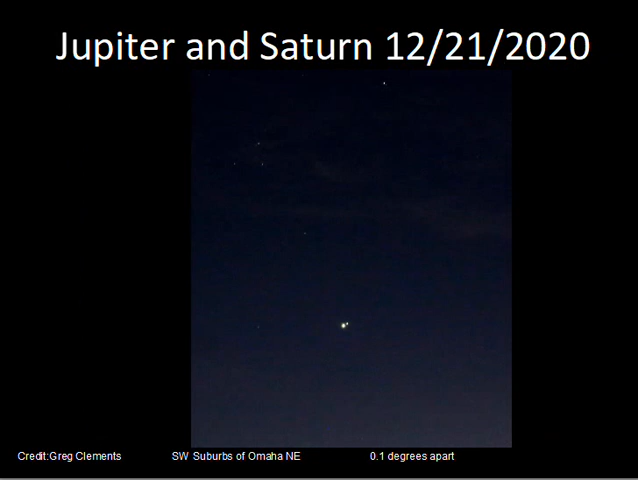 Jupiter and Saturn 12/21/2020
Credit:Greg Clements SW Suburbs of Omaha NE 0.1 degrees apart